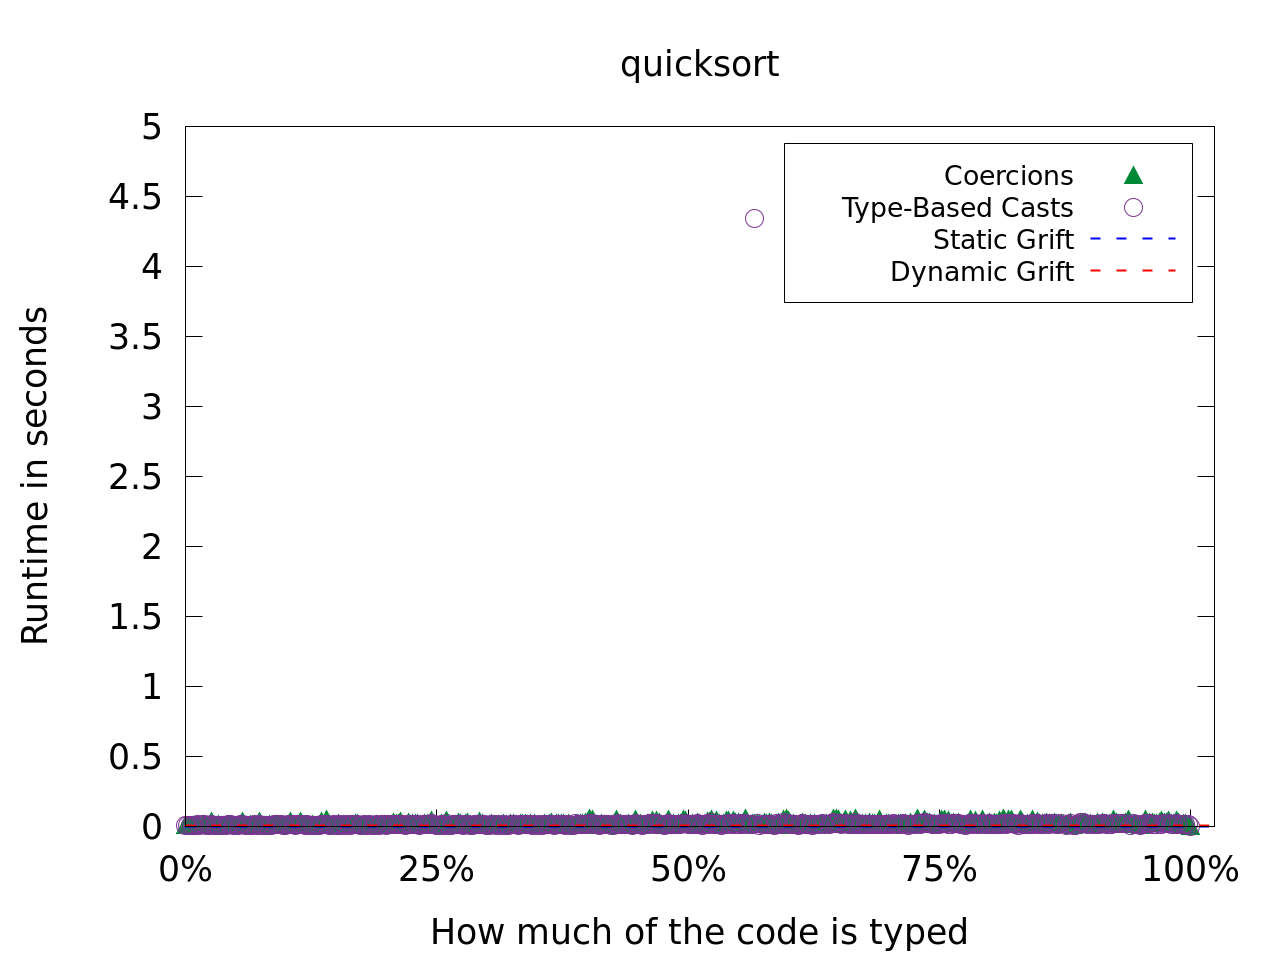 quicksort
5
4.5
4
3.5
3
2.5
2
1.5
1
0.5
0
Runtime in seconds
Coercions
Type-Based Casts
Static Grift
Dynamic Grift
0% 25% 50% 75% 100%
How much of the code is typed